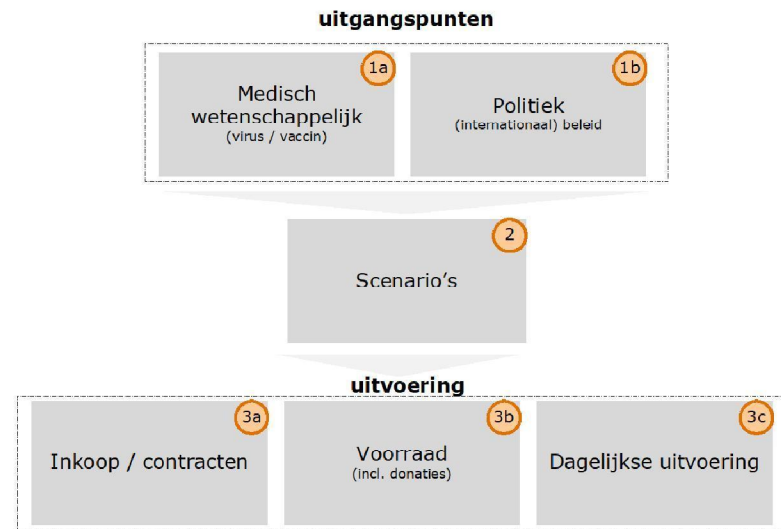 uitgangspunten
1a
1b
Medisch
wetenschappelijk
(virus / vaccin)
Politiek
(internationaal) beleid
2
Scenario's
uitvoering
3a
3b
3c
Inkoop / contracten
Voorraad
(incl. donaties)
Dagelijkse uitvoering